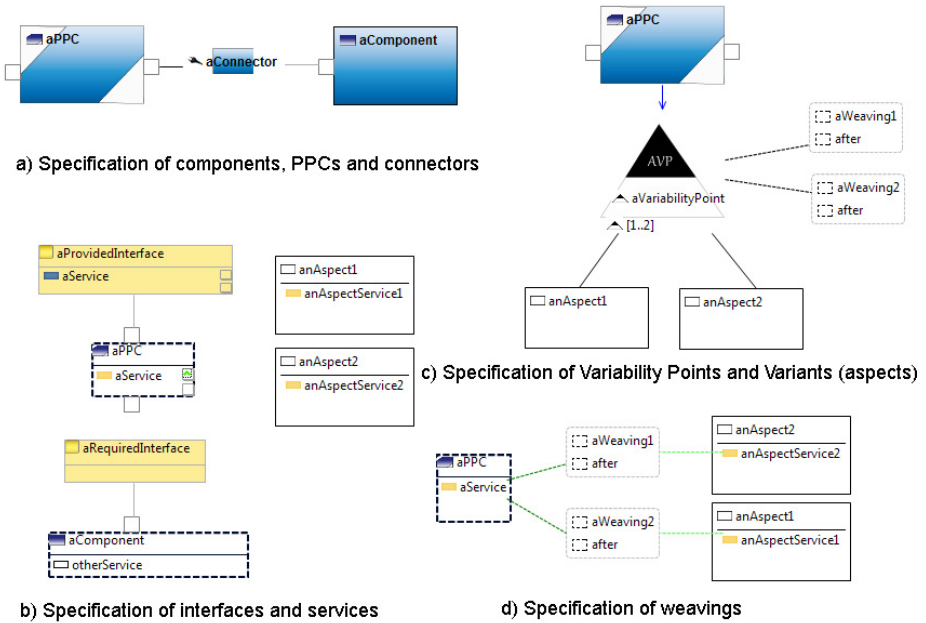 aPPC
aConnector
aComponent
a) Specification of components, PPCs and connectors
aProvidedInterface
aService
aPPC
aService
aRequiredInterface
aComponent
otherService
anAspect1
anAspectService1
anAspect2
anAspectService2
b) Specification of interfaces and services
aPPC
AVP
aVariabilityPoint
[1..2]
aWeaving1
after
aWeaving2
after
anAspect1
anAspect2
c) Specification of Variability Points and Variants (aspects)
aPPC
aService
aWeaving1
after
aWeaving2
after
anAspect2
anAspectService2
anAspect1
anAspectService1
d) Specification of weavings